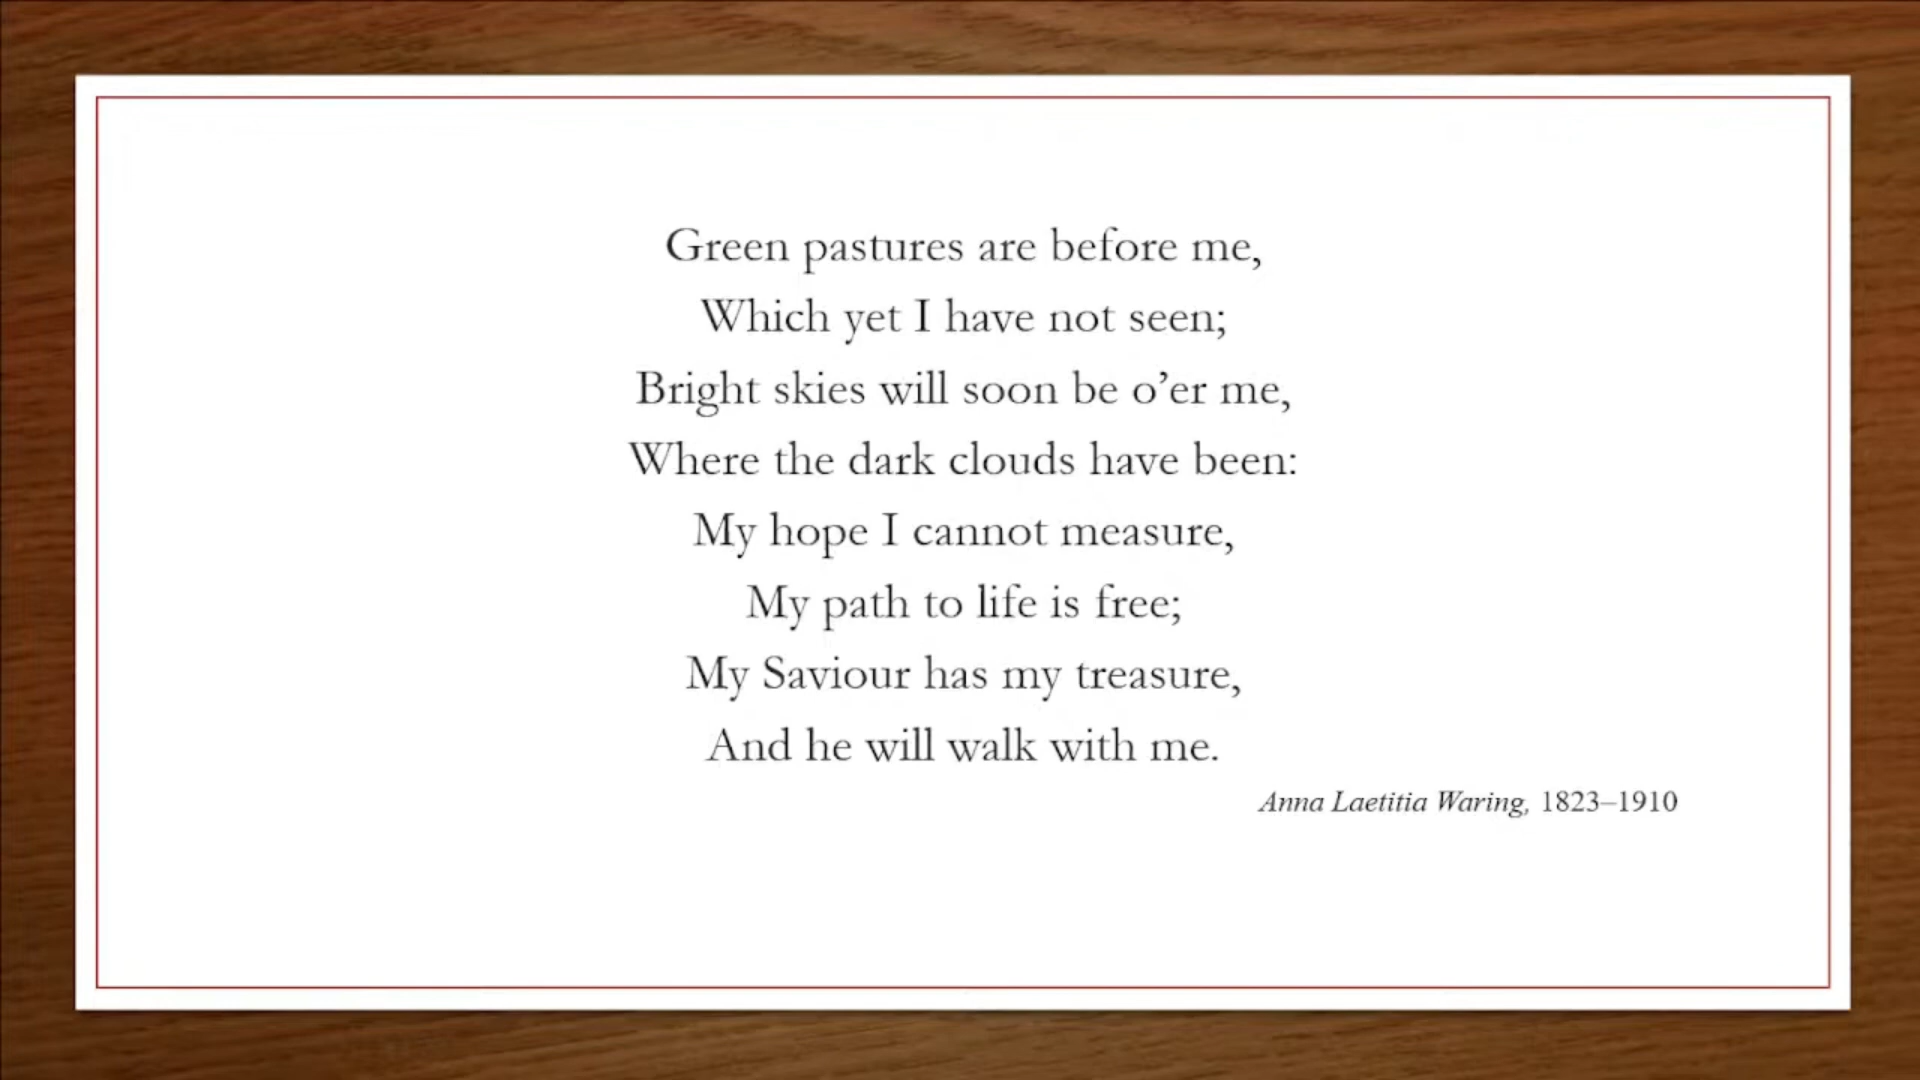 Green pastures are before me,
Which yet I have not seen;
Bright skies will soon be o’er me,
Where the dark clouds have been:
My hope I cannot measure,
My path to life is free;
My Saviour has my treasure,
And he will walk with me.
Anna Laetitia Waring, 1823–1910